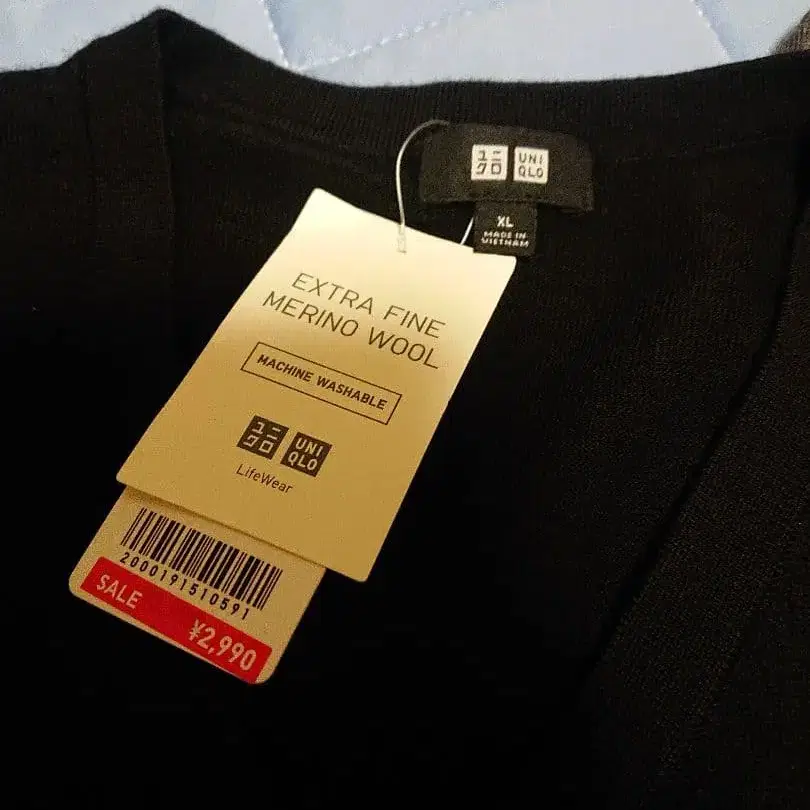 ユニ
クロ
UNI
QLO
XL
MADE IN
VIETNAM
EXTRA FINE
MERINO WOOL
MACHINE WASHABLE
ユニ
クロ
UNI
QLO
LifeWear
2000191510591
SALE
¥2,990